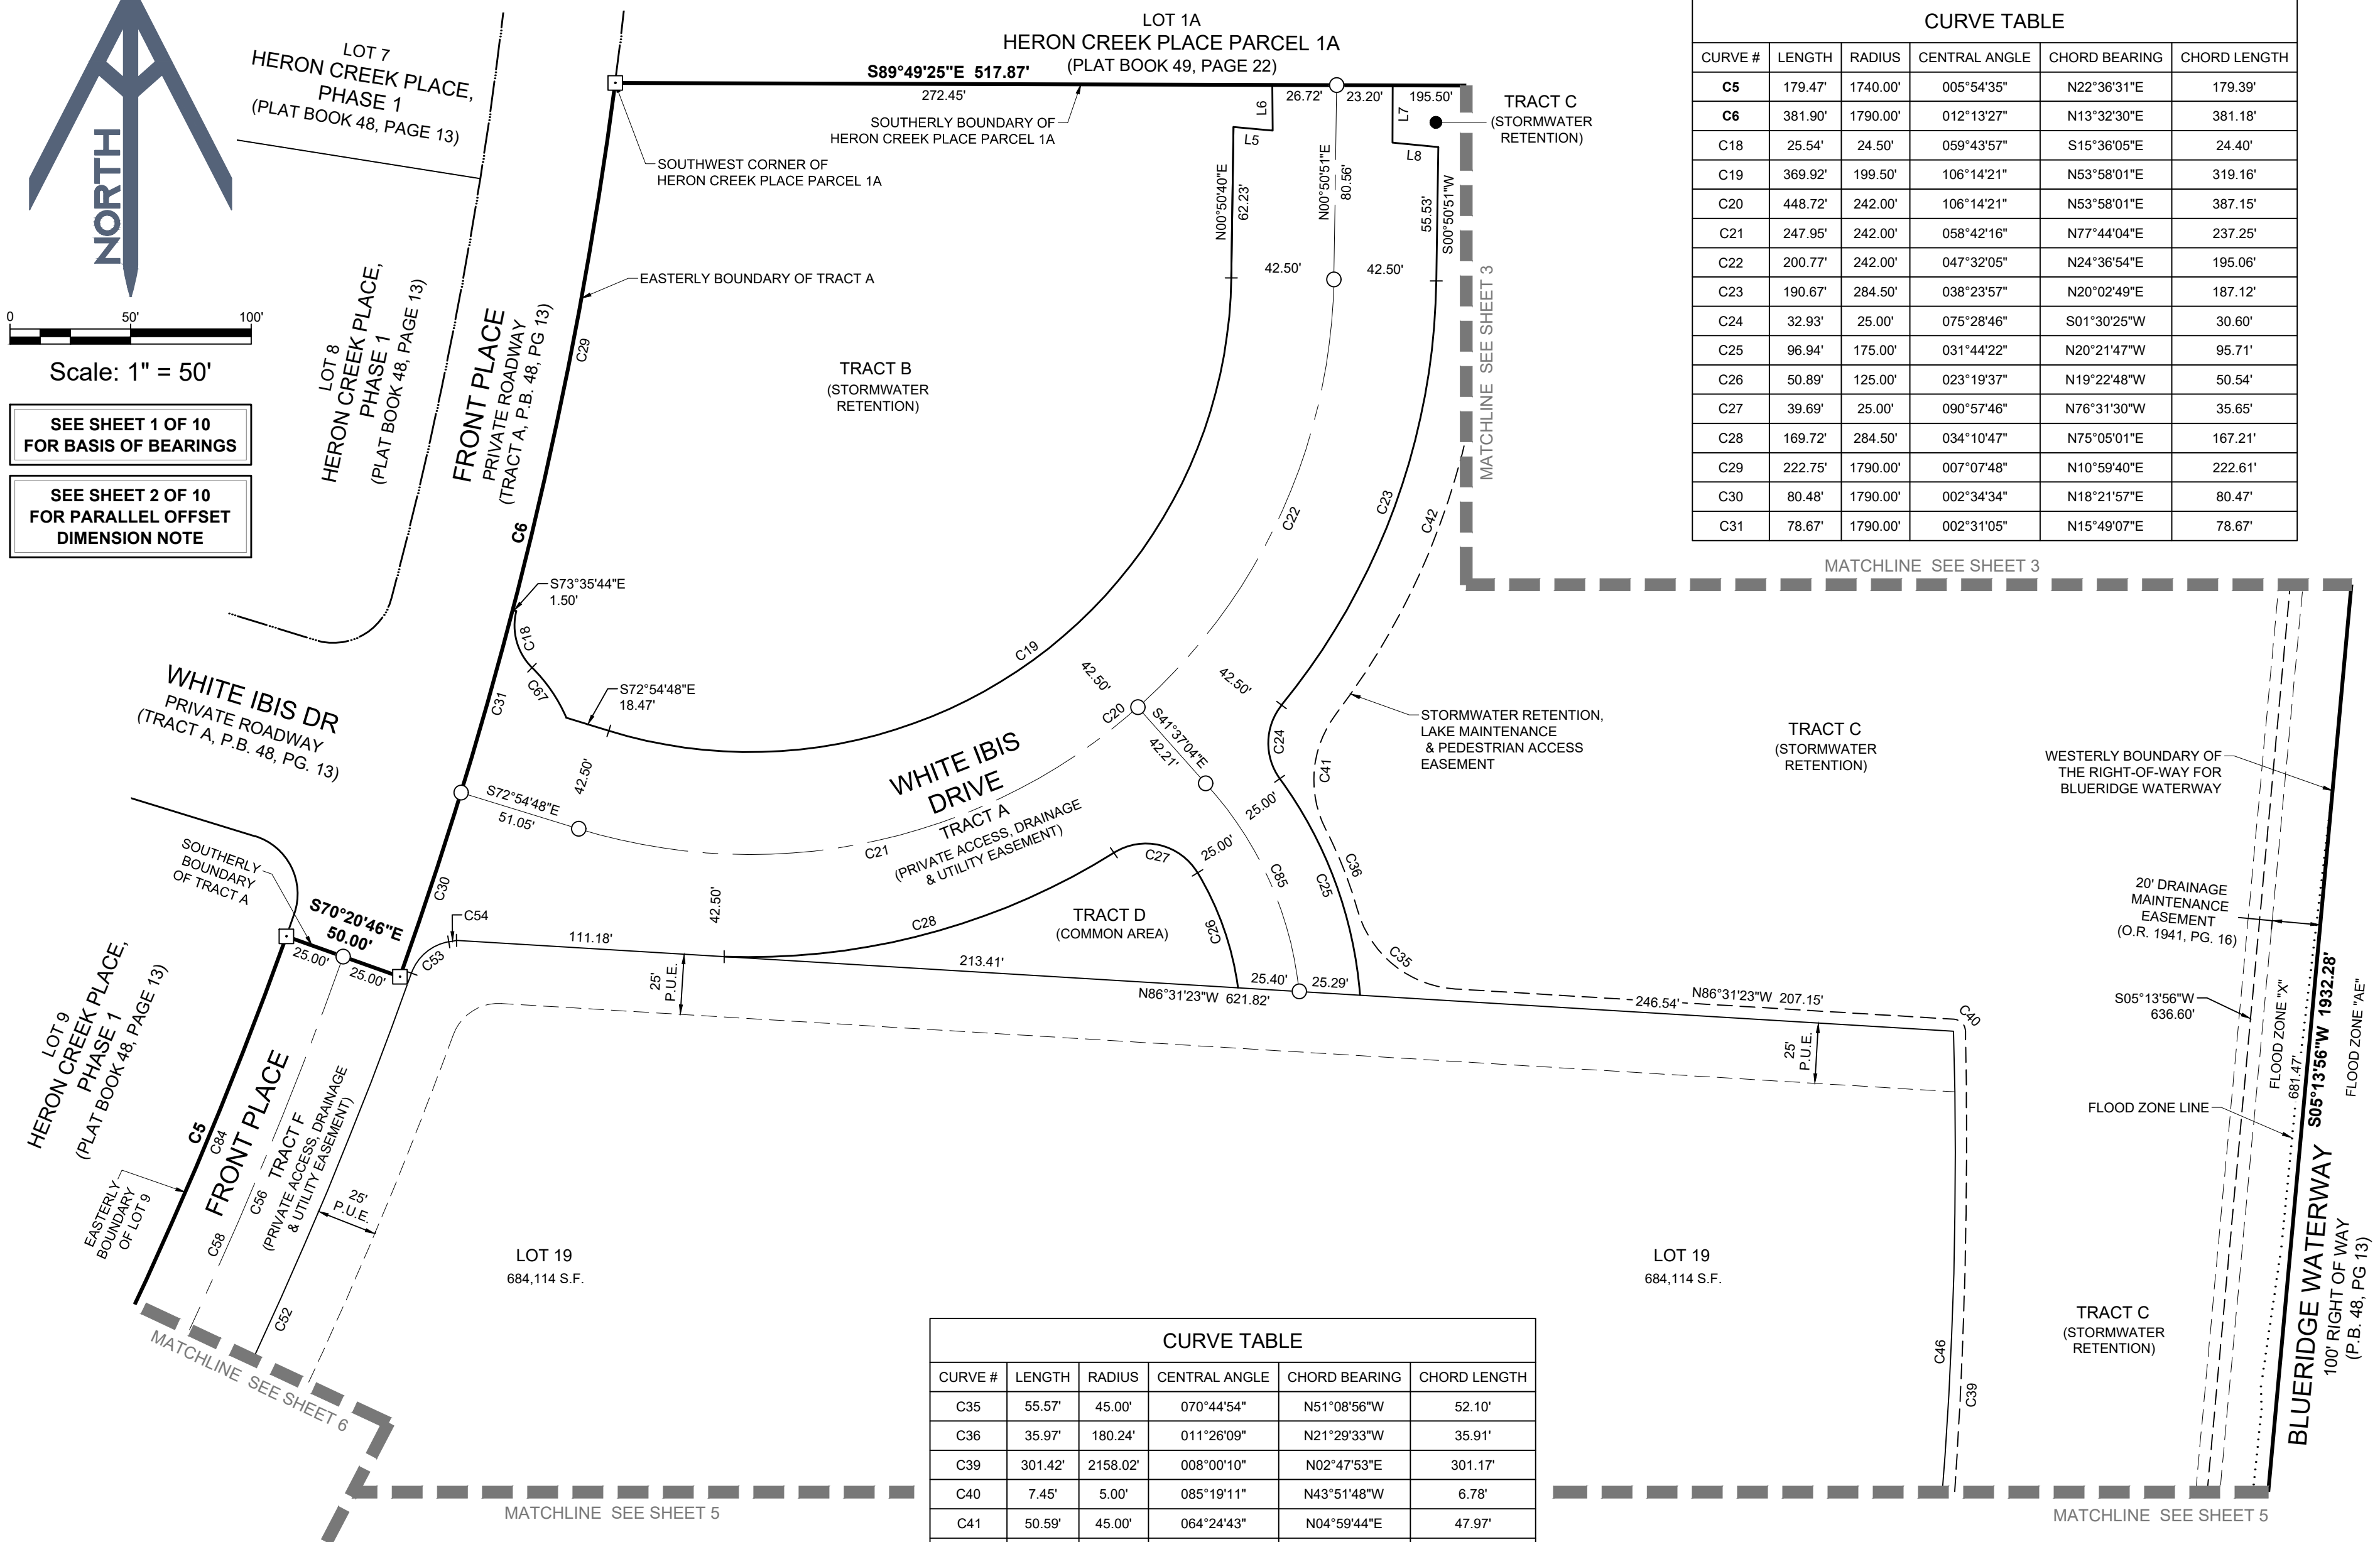 NORTH
0 50' 100'
Scale: 1" = 50'
SEE SHEET 1 OF 10
FOR BASIS OF BEARINGS
SEE SHEET 2 OF 10
FOR PARALLEL OFFSET
DIMENSION NOTE
LOT 7
HERON CREEK PLACE,
PHASE 1
(PLAT BOOK 48, PAGE 13)
LOT 8
HERON CREEK PLACE,
PHASE 1
(PLAT BOOK 48, PAGE 13)
FRONT PLACE
PRIVATE ROADWAY
(TRACT A, P.B. 48, PG 13)
C6
C29
LOT 1A
HERON CREEK PLACE PARCEL 1A
(PLAT BOOK 49, PAGE 22)
S89°49'25"E 517.87'
272.45'
26.72'
23.20'
195.50'
SOUTHERLY BOUNDARY OF
HERON CREEK PLACE PARCEL 1A
SOUTHWEST CORNER OF
HERON CREEK PLACE PARCEL 1A
EASTERLY BOUNDARY OF TRACT A
L6
L5
L7
L8
N00°50'40"E
62.23'
N00°50'51"E
80.56'
55.53'
S00°50'51"W
42.50'
42.50'
TRACT C
(STORMWATER
RETENTION)
MATCHLINE SEE SHEET 3
TRACT B
(STORMWATER
RETENTION)
C22
C23
C42
S73°35'44"E
1.50'
C18
C67
S72°54'48"E
18.47'
C19
C31
42.50'
42.50'
C20
S41°37'04"E
42.21'
C24
C41
WHITE IBIS DR
PRIVATE ROADWAY
(TRACT A, P.B. 48, PG. 13)
S72°54'48"E
51.05'
42.50'
WHITE IBIS
DRIVE
TRACT A
(PRIVATE ACCESS, DRAINAGE
& UTILITY EASEMENT)
C21
25.00'
25.00'
C27
C85
C25
C36
C26
C28
C35
TRACT D
(COMMON AREA)
STORMWATER RETENTION,
LAKE MAINTENANCE
& PEDESTRIAN ACCESS
EASEMENT
TRACT C
(STORMWATER
RETENTION)
SOUTHERLY
BOUNDARY
OF TRACT A
C30
S70°20'46"E
50.00'
25.00'
25.00'
C54
C53
111.18'
42.50'
213.41'
25.40'
25.29'
N86°31'23"W 621.82'
246.54'
N86°31'23"W 207.15'
C40
25'
P.U.E.
25'
P.U.E.
LOT 9
HERON CREEK PLACE,
PHASE 1
(PLAT BOOK 48, PAGE 13)
C5
C84
FRONT PLACE
C58
C56
TRACT F
(PRIVATE ACCESS, DRAINAGE
& UTILITY EASEMENT)
25'
P.U.E.
C52
EASTERLY
BOUNDARY
OF LOT 9
MATCHLINE SEE SHEET 6
LOT 19
684,114 S.F.
LOT 19
684,114 S.F.
C46
C39
TRACT C
(STORMWATER
RETENTION)
MATCHLINE SEE SHEET 5
MATCHLINE SEE SHEET 5
MATCHLINE SEE SHEET 3
WESTERLY BOUNDARY OF
THE RIGHT-OF-WAY FOR
BLUERIDGE WATERWAY
20' DRAINAGE
MAINTENANCE
EASEMENT
(O.R. 1941, PG. 16)
S05°13'56"W
636.60'
FLOOD ZONE LINE
FLOOD ZONE "X"
681.47'
S05°13'56"W 1932.28'
FLOOD ZONE "AE"
BLUERIDGE WATERWAY
100' RIGHT OF WAY
(P.B. 48, PG 13)
CURVE TABLE
CURVE # LENGTH RADIUS CENTRAL ANGLE CHORD BEARING CHORD LENGTH
C5 179.47' 1740.00' 005°54'35" N22°36'31"E 179.39'
C6 381.90' 1790.00' 012°13'27" N13°32'30"E 381.18'
C18 25.54' 24.50' 059°43'57" S15°36'05"E 24.40'
C19 369.92' 199.50' 106°14'21" N53°58'01"E 319.16'
C20 448.72' 242.00' 106°14'21" N53°58'01"E 387.15'
C21 247.95' 242.00' 058°42'16" N77°44'04"E 237.25'
C22 200.77' 242.00' 047°32'05" N24°36'54"E 195.06'
C23 190.67' 284.50' 038°23'57" N20°02'49"E 187.12'
C24 32.93' 25.00' 075°28'46" S01°30'25"W 30.60'
C25 96.94' 175.00' 031°44'22" N20°21'47"W 95.71'
C26 50.89' 125.00' 023°19'37" N19°22'48"W 50.54'
C27 39.69' 25.00' 090°57'46" N76°31'30"W 35.65'
C28 169.72' 284.50' 034°10'47" N75°05'01"E 167.21'
C29 222.75' 1790.00' 007°07'48" N10°59'40"E 222.61'
C30 80.48' 1790.00' 002°34'34" N18°21'57"E 80.47'
C31 78.67' 1790.00' 002°31'05" N15°49'07"E 78.67'
CURVE TABLE
CURVE # LENGTH RADIUS CENTRAL ANGLE CHORD BEARING CHORD LENGTH
C35 55.57' 45.00' 070°44'54" N51°08'56"W 52.10'
C36 35.97' 180.24' 011°26'09" N21°29'33"W 35.91'
C39 301.42' 2158.02' 008°00'10" N02°47'53"E 301.17'
C40 7.45' 5.00' 085°19'11" N43°51'48"W 6.78'
C41 50.59' 45.00' 064°24'43" N04°59'44"E 47.97'